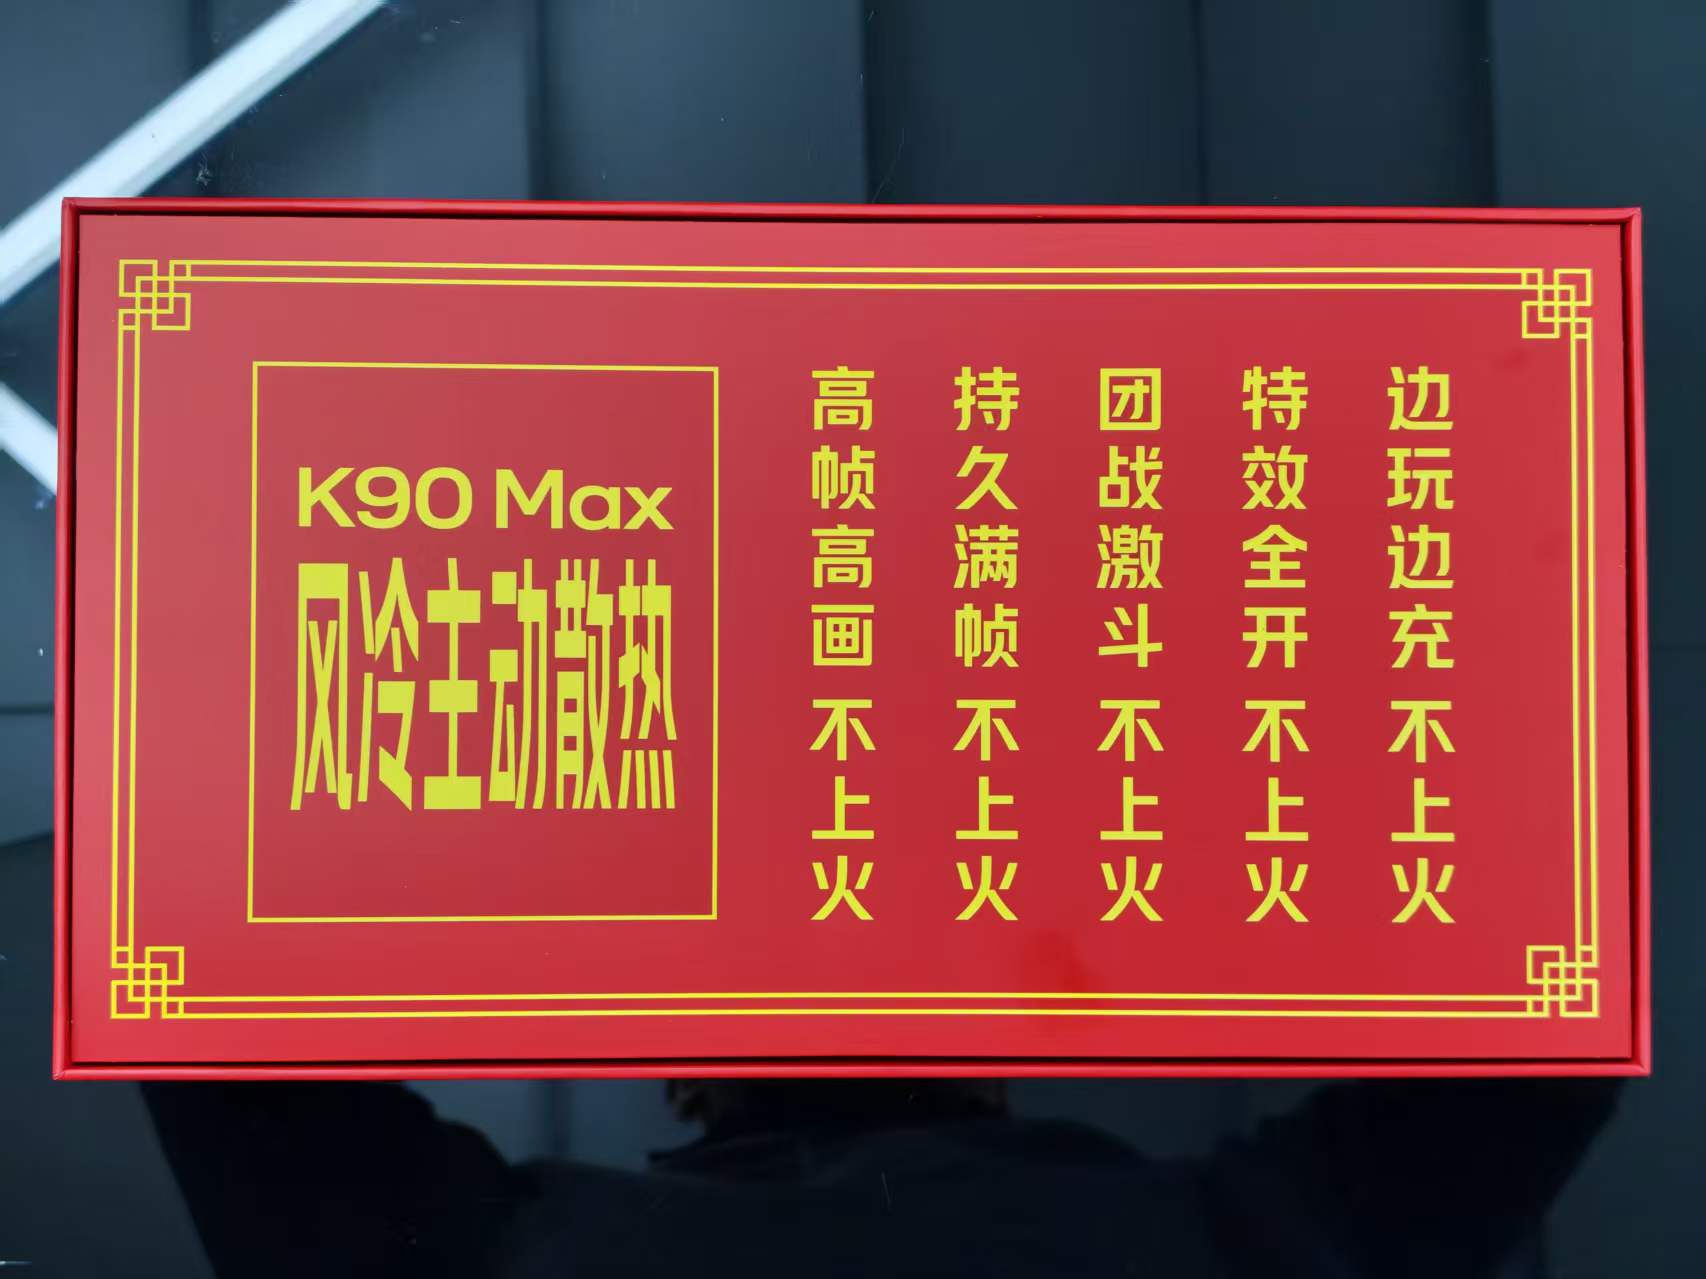 K90 Max
风冷主动散热
高帧高画 不上火
持久满帧 不上火
团战激斗 不上火
特效全开 不上火
边玩边充 不上火